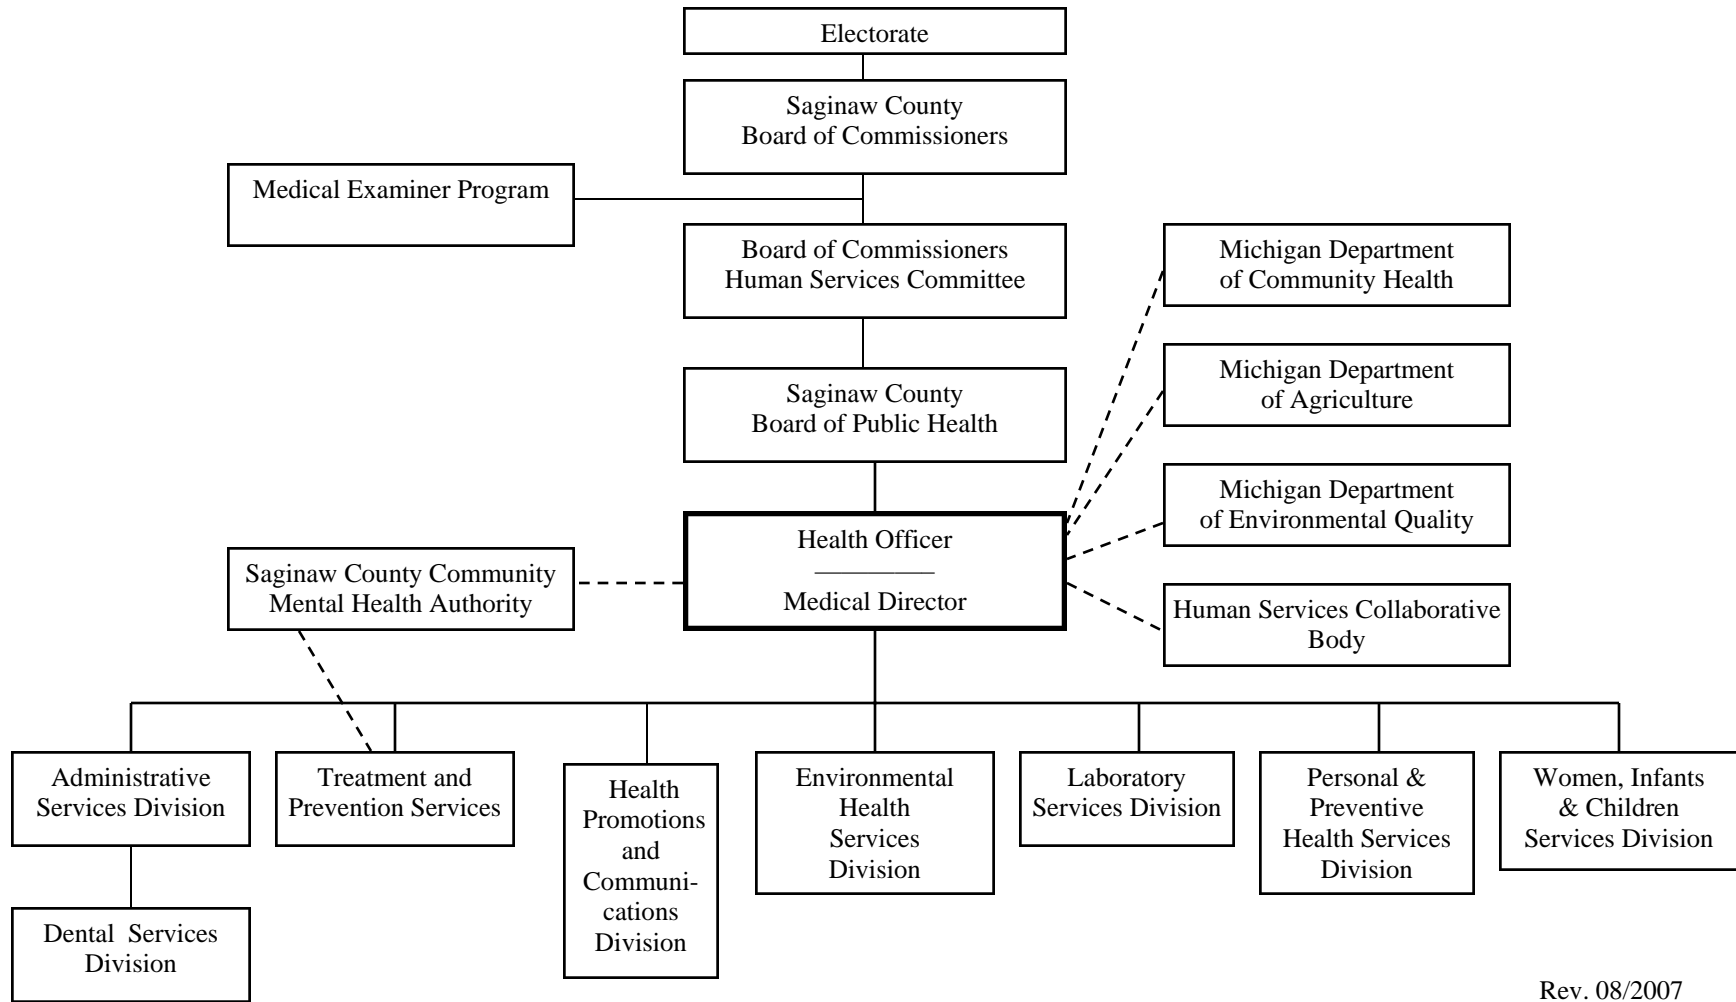 Electorate
Saginaw County
Board of Commissioners
Medical Examiner Program
Board of Commissioners
Human Services Committee
Michigan Department
of Community Health
Saginaw County
Board of Public Health
Michigan Department
of Agriculture
Michigan Department
of Environmental Quality
Health Officer
Medical Director
Saginaw County Community
Mental Health Authority
Human Services Collaborative
Body
Administrative
Services Division
Treatment and
Prevention Services
Health
Promotions
and
Communi-
cations
Division
Environmental
Health
Services
Division
Laboratory
Services Division
Personal &
Preventive
Health Services
Division
Women, Infants
& Children
Services Division
Dental Services
Division
Rev. 08/2007